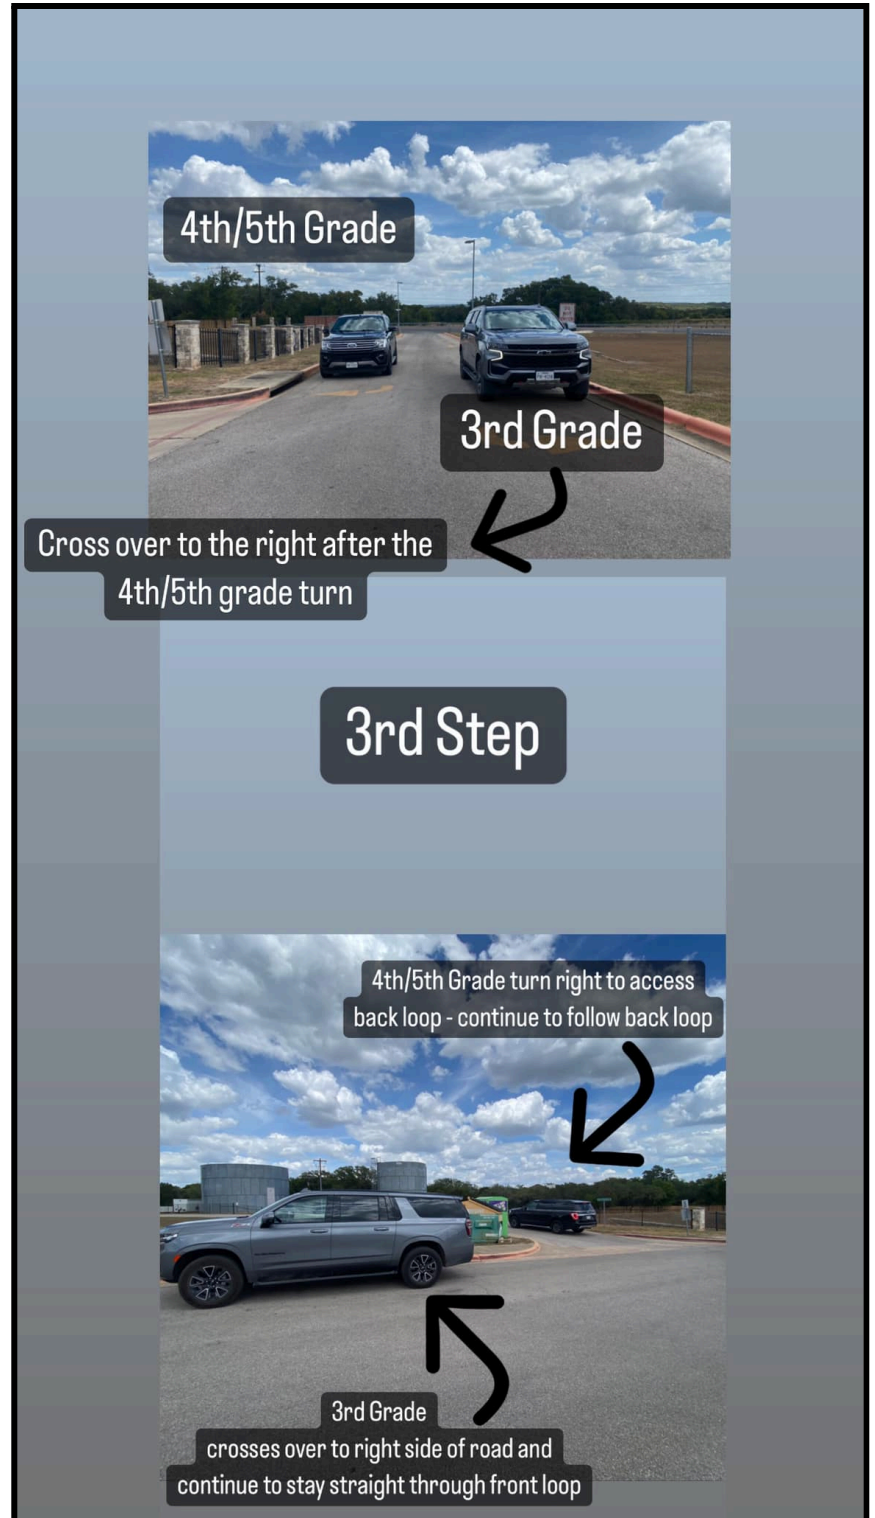 4th/5th Grade
3rd Grade
Cross over to the right after the
4th/5th grade turn
3rd Step
4th/5th Grade turn right to access
back loop - continue to follow back loop
3rd Grade
crosses over to right side of road and
continue to stay straight through front loop